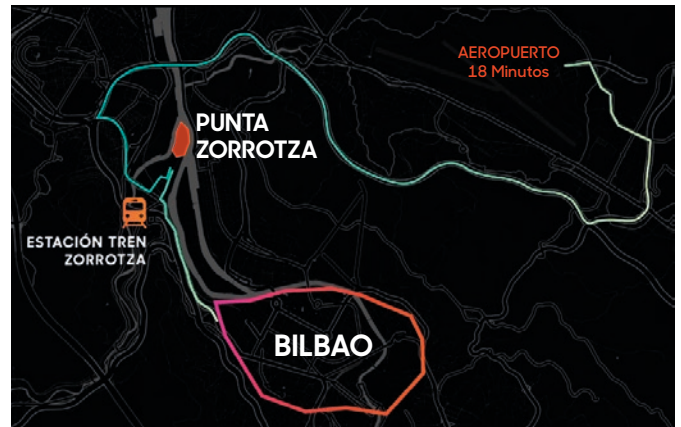 AEROPUERTO
18 Minutos
PUNTA
ZORROTZA
ESTACIÓN TREN
ZORROTZA
BILBAO